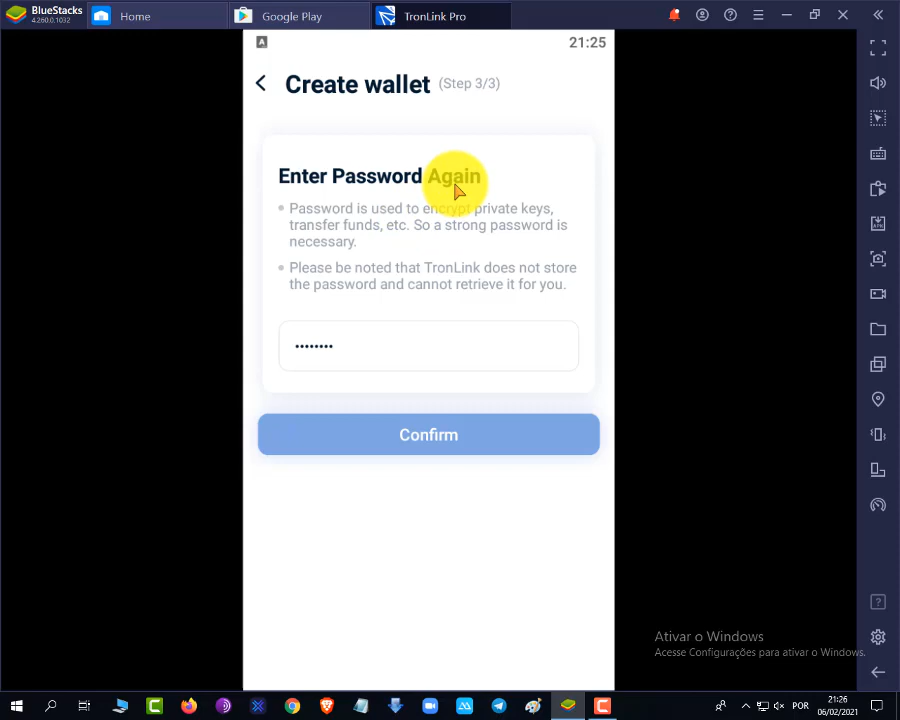 BlueStacks
4.260.0.1032
Home
Google Play
TronLink Pro
A
21:25
Create wallet (Step 3/3)
Enter Password Again
Password is used to encrypt private keys,
transfer funds, etc. So a strong password is
necessary.
Please be noted that TronLink does not store
the password and cannot retrieve it for you.
••••••••
Confirm
Ativar o Windows
Acesse Configurações para ativar o Windows.
POR
21:26
06/02/2021